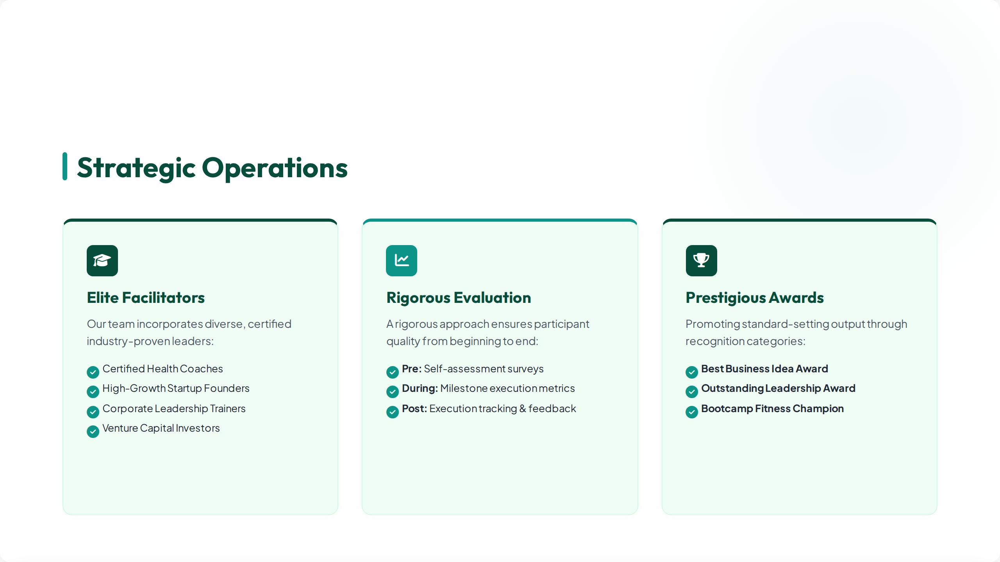 Strategic Operations
Elite Facilitators
Our team incorporates diverse, certified
industry-proven leaders:
Certified Health Coaches
High-Growth Startup Founders
Corporate Leadership Trainers
Venture Capital Investors
Rigorous Evaluation
A rigorous approach ensures participant
quality from beginning to end:
Pre: Self-assessment surveys
During: Milestone execution metrics
Post: Execution tracking & feedback
Prestigious Awards
Promoting standard-setting output through
recognition categories:
Best Business Idea Award
Outstanding Leadership Award
Bootcamp Fitness Champion